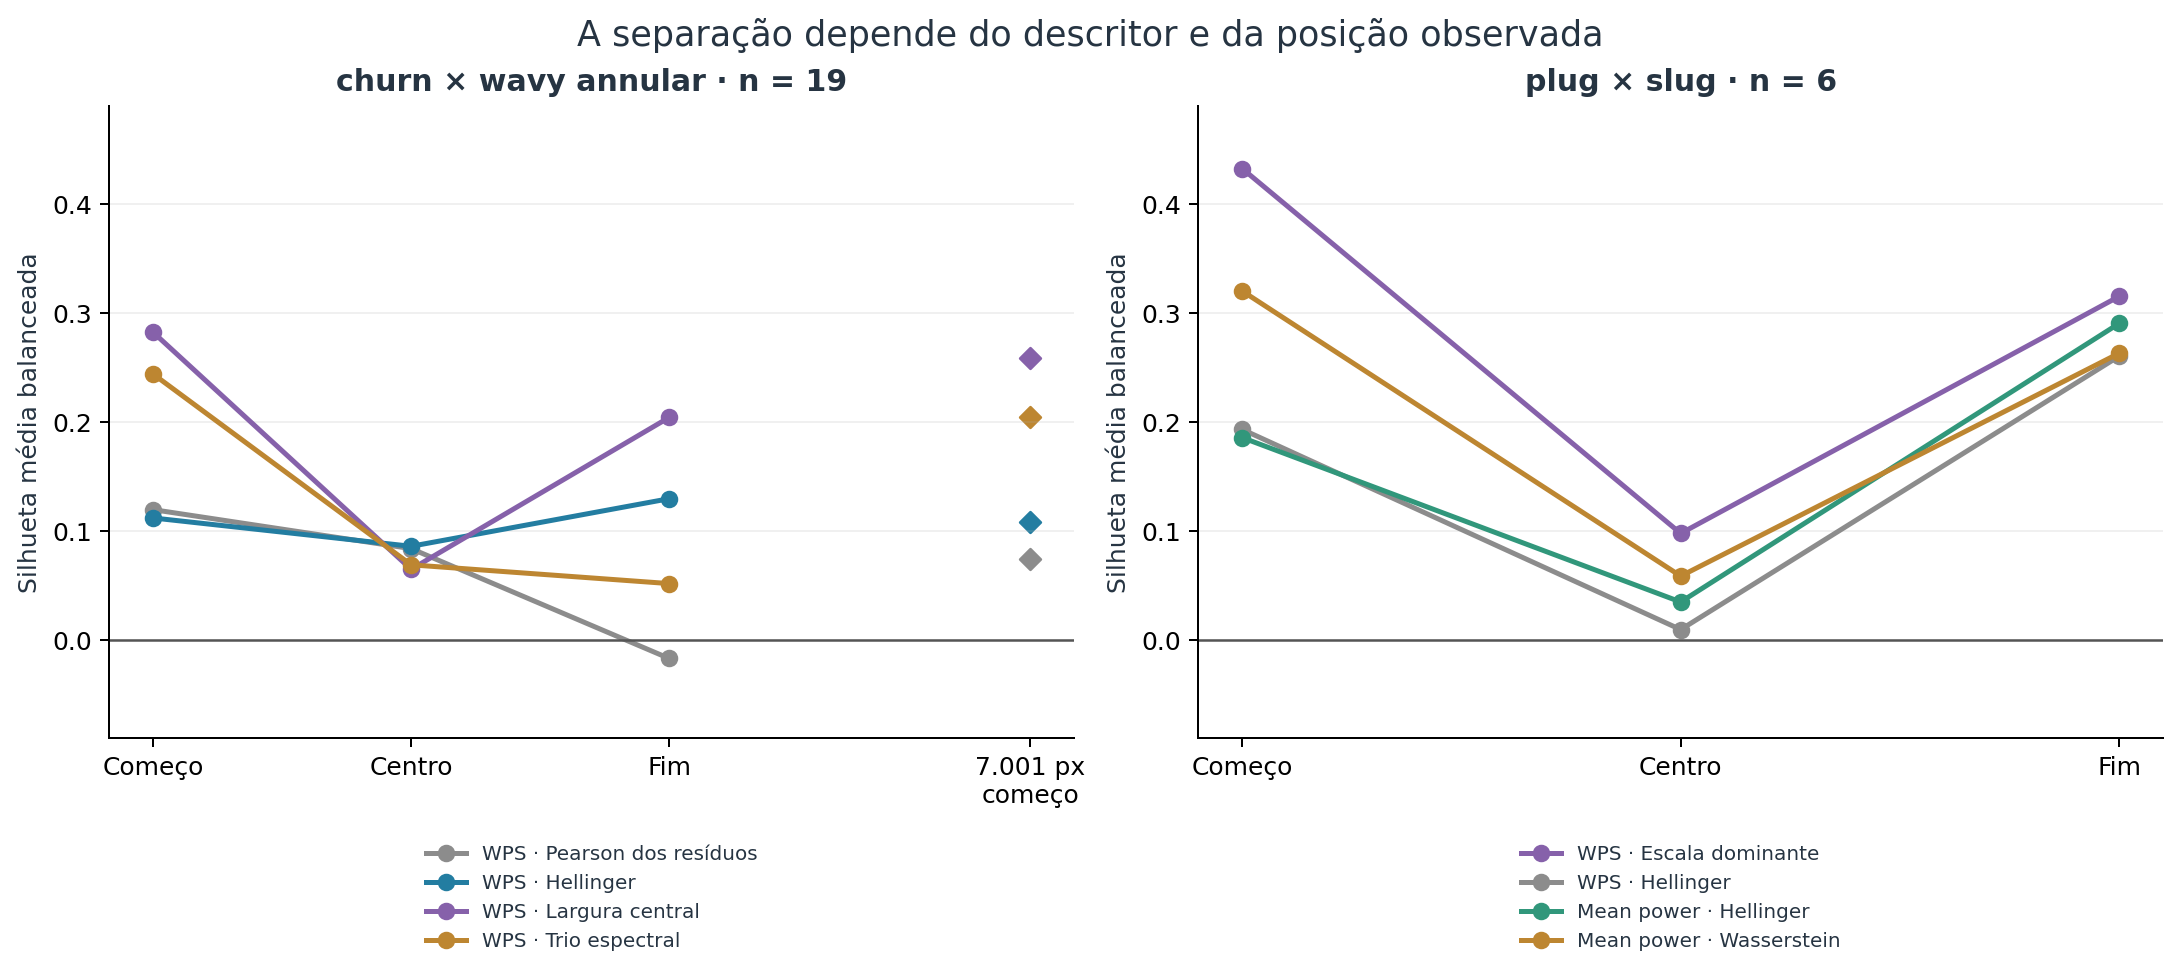 A separação depende do descritor e da posição observada
churn × wavy annular · n = 19
Silhueta média balanceada
0.4
0.3
0.2
0.1
0.0
Começo
Centro
Fim
7.001 px
começo
WPS · Pearson dos resíduos
WPS · Hellinger
WPS · Largura central
WPS · Trio espectral
plug × slug · n = 6
Silhueta média balanceada
0.4
0.3
0.2
0.1
0.0
Começo
Centro
Fim
WPS · Escala dominante
WPS · Hellinger
Mean power · Hellinger
Mean power · Wasserstein